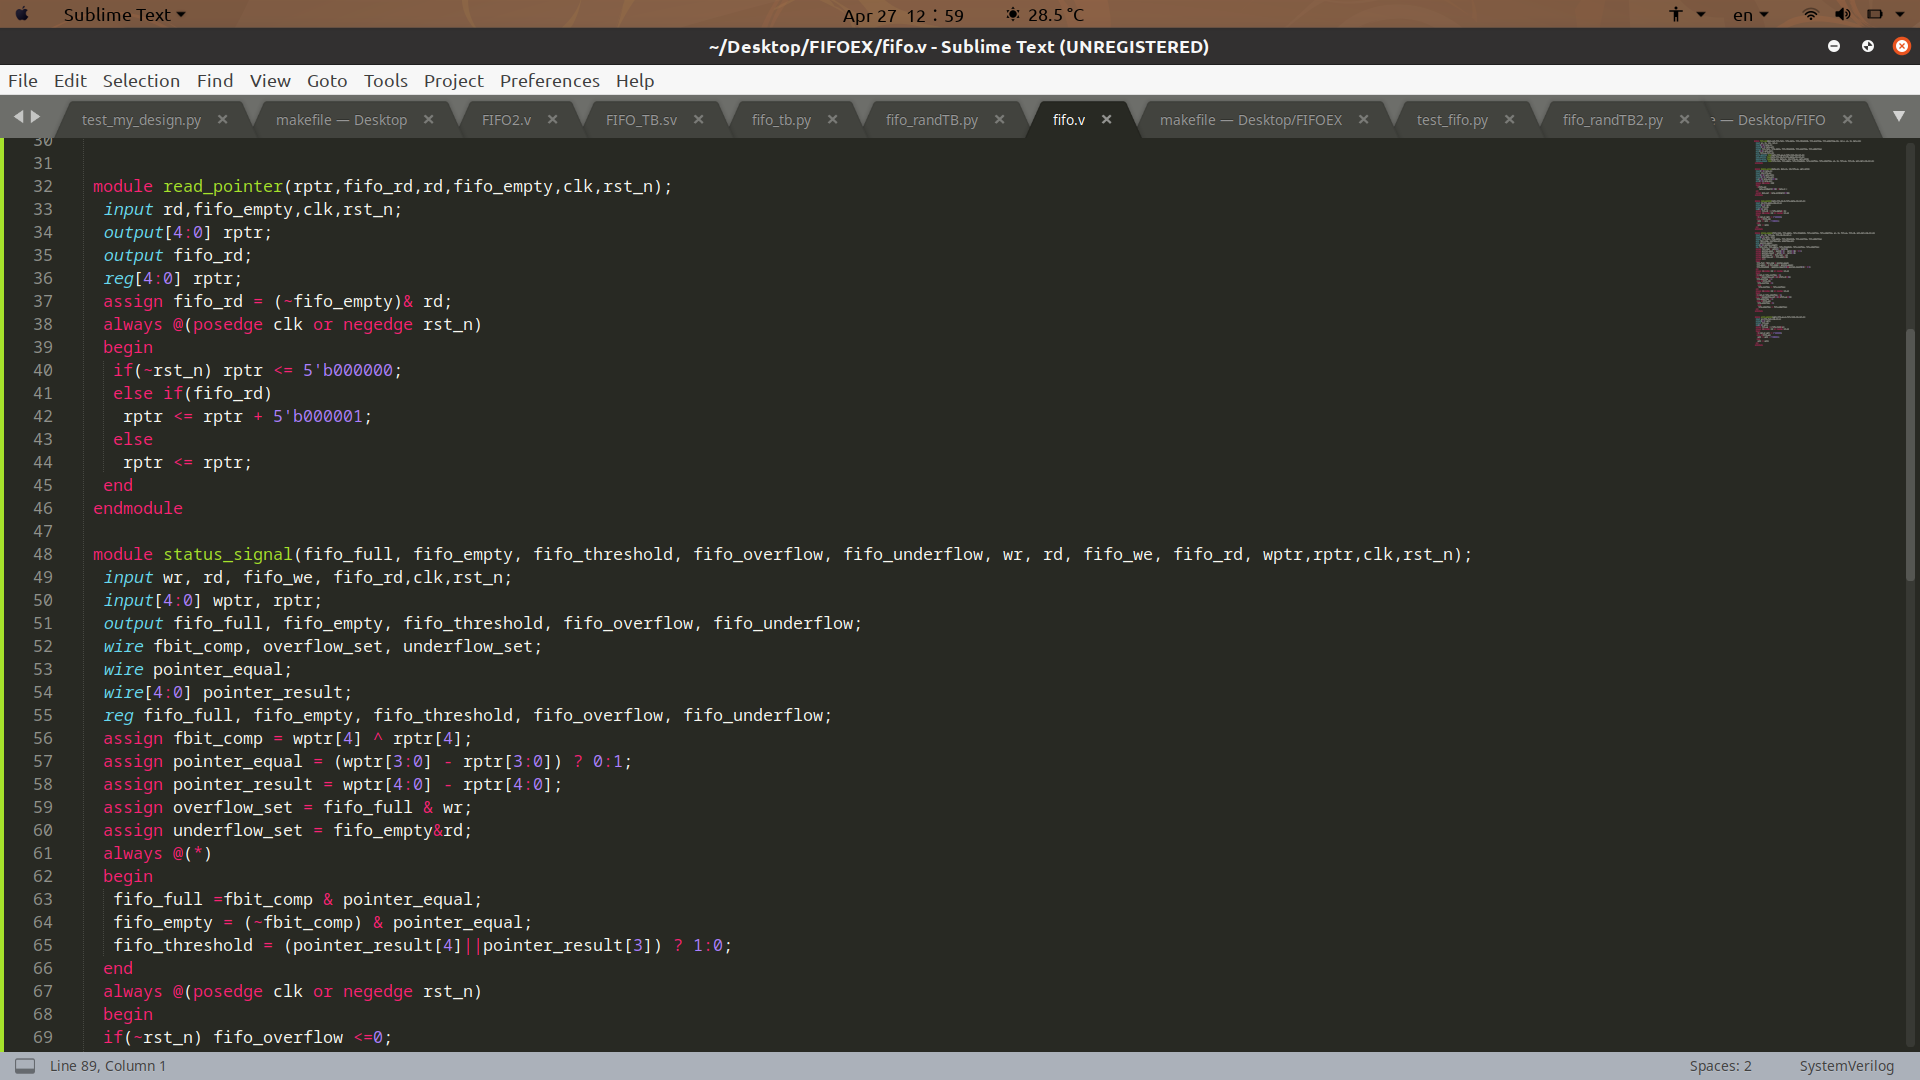 Sublime Text
Apr 27 12 : 59
28.5 °C
en
~/Desktop/FIFOEX/fifo.v - Sublime Text (UNREGISTERED)
File Edit Selection Find View Goto Tools Project Preferences Help
test_my_design.py
makefile — Desktop
FIFO2.v
FIFO_TB.sv
fifo_tb.py
fifo_randTB.py
fifo.v
makefile — Desktop/FIFOEX
test_fifo.py
fifo_randTB2.py
— Desktop/FIFO
30
31
32 module read_pointer(rptr,fifo_rd,rd,fifo_empty,clk,rst_n);
33 input rd,fifo_empty,clk,rst_n;
34 output[4:0] rptr;
35 output fifo_rd;
36 reg[4:0] rptr;
37 assign fifo_rd = (~fifo_empty)& rd;
38 always @(posedge clk or negedge rst_n)
39 begin
40 if(~rst_n) rptr <= 5'b000000;
41 else if(fifo_rd)
42 rptr <= rptr + 5'b000001;
43 else
44 rptr <= rptr;
45 end
46 endmodule
47
48 module status_signal(fifo_full, fifo_empty, fifo_threshold, fifo_overflow, fifo_underflow, wr, rd, fifo_we, fifo_rd, wptr,rptr,clk,rst_n);
49 input wr, rd, fifo_we, fifo_rd,clk,rst_n;
50 input[4:0] wptr, rptr;
51 output fifo_full, fifo_empty, fifo_threshold, fifo_overflow, fifo_underflow;
52 wire fbit_comp, overflow_set, underflow_set;
53 wire pointer_equal;
54 wire[4:0] pointer_result;
55 reg fifo_full, fifo_empty, fifo_threshold, fifo_overflow, fifo_underflow;
56 assign fbit_comp = wptr[4] ^ rptr[4];
57 assign pointer_equal = (wptr[3:0] - rptr[3:0]) ? 0:1;
58 assign pointer_result = wptr[4:0] - rptr[4:0];
59 assign overflow_set = fifo_full & wr;
60 assign underflow_set = fifo_empty&rd;
61 always @(*)
62 begin
63 fifo_full =fbit_comp & pointer_equal;
64 fifo_empty = (~fbit_comp) & pointer_equal;
65 fifo_threshold = (pointer_result[4]||pointer_result[3]) ? 1:0;
66 end
67 always @(posedge clk or negedge rst_n)
68 begin
69 if(~rst_n) fifo_overflow <=0;
Line 89, Column 1
Spaces: 2
SystemVerilog